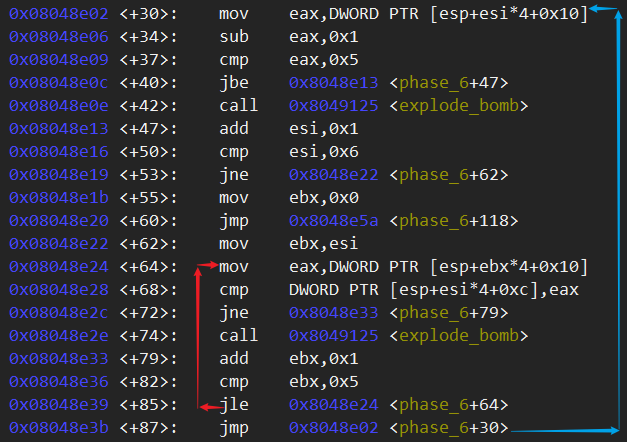 0x08048e02 <+30>: mov eax,DWORD PTR [esp+esi*4+0x10]
0x08048e06 <+34>: sub eax,0x1
0x08048e09 <+37>: cmp eax,0x5
0x08048e0c <+40>: jbe 0x8048e13 <phase_6+47>
0x08048e0e <+42>: call 0x8049125 <explode_bomb>
0x08048e13 <+47>: add esi,0x1
0x08048e16 <+50>: cmp esi,0x6
0x08048e19 <+53>: jne 0x8048e22 <phase_6+62>
0x08048e1b <+55>: mov ebx,0x0
0x08048e20 <+60>: jmp 0x8048e5a <phase_6+118>
0x08048e22 <+62>: mov ebx,esi
0x08048e24 <+64>: mov eax,DWORD PTR [esp+ebx*4+0x10]
0x08048e28 <+68>: cmp DWORD PTR [esp+esi*4+0xc],eax
0x08048e2c <+72>: jne 0x8048e33 <phase_6+79>
0x08048e2e <+74>: call 0x8049125 <explode_bomb>
0x08048e33 <+79>: add ebx,0x1
0x08048e36 <+82>: cmp ebx,0x5
0x08048e39 <+85>: jle 0x8048e24 <phase_6+64>
0x08048e3b <+87>: jmp 0x8048e02 <phase_6+30>